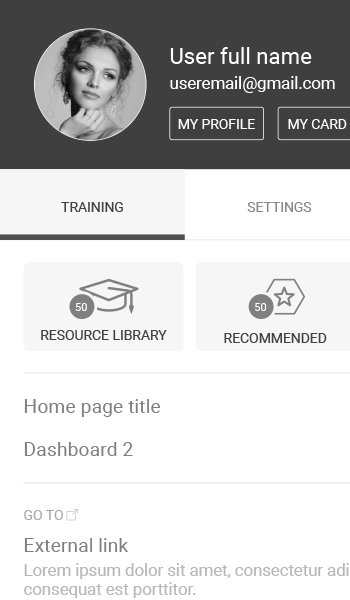 User full name
useremail@gmail.com
MY PROFILE MY CARD
TRAINING SETTINGS
50 50
RESOURCE LIBRARY RECOMMENDED
Home page title
Dashboard 2
GO TO
External link
Lorem ipsum dolor sit amet, consectetur adi
consequat est porttitor.